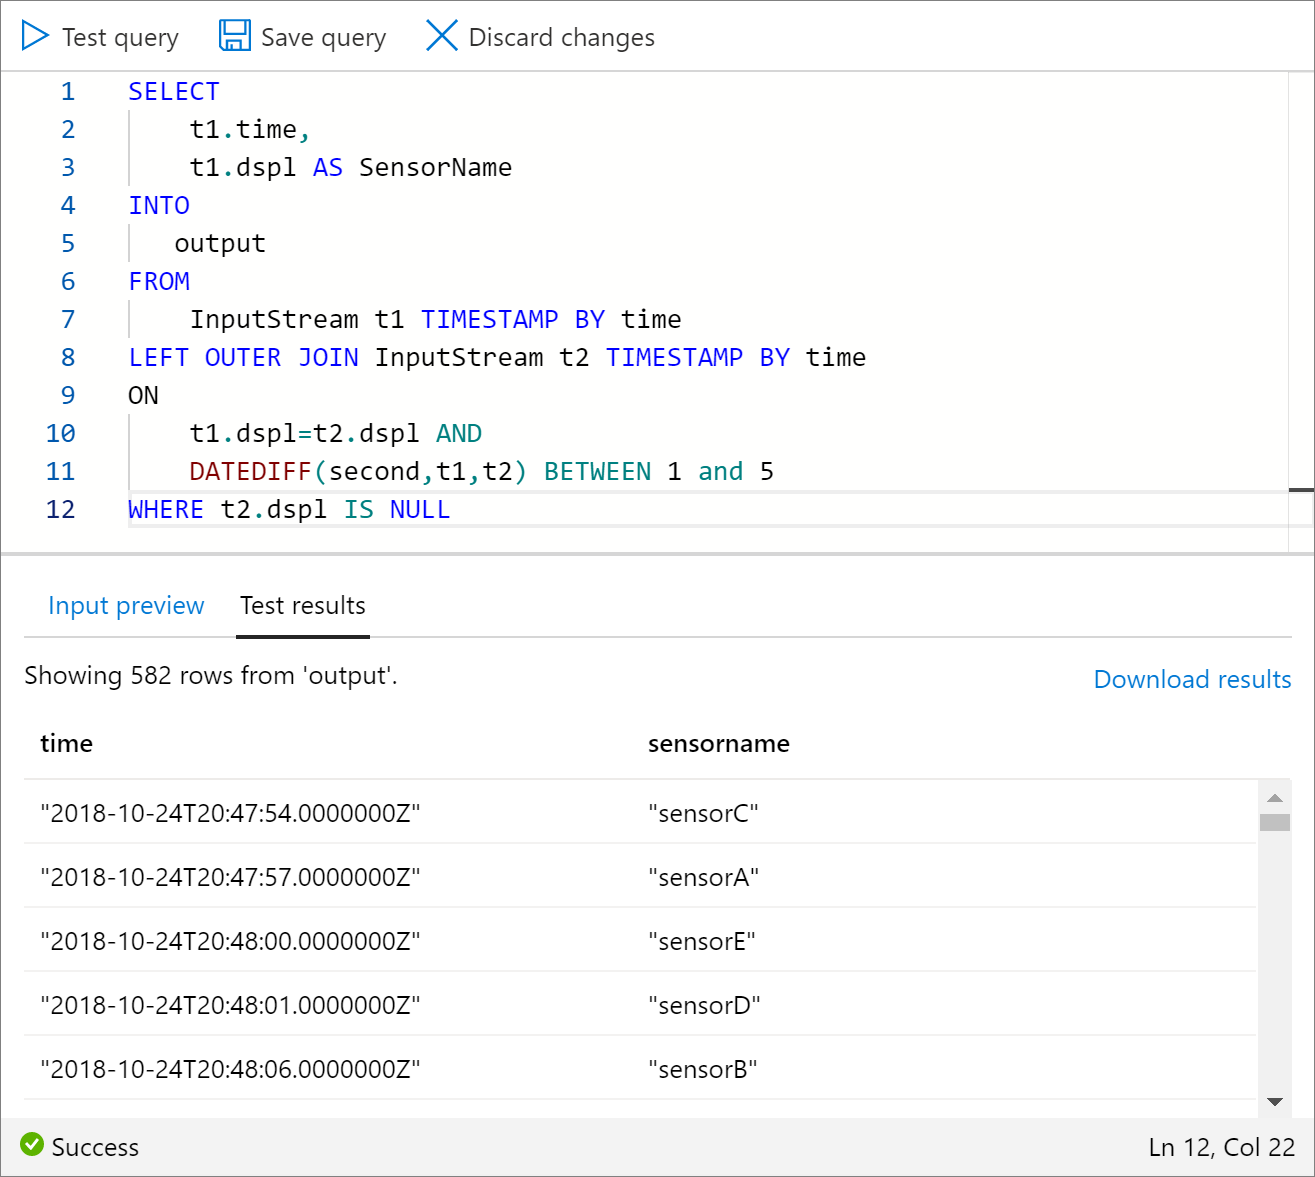 Test query Save query Discard changes
1 SELECT
2 t1.time,
3 t1.dspl AS SensorName
4 INTO
5 output
6 FROM
7 InputStream t1 TIMESTAMP BY time
8 LEFT OUTER JOIN InputStream t2 TIMESTAMP BY time
9 ON
10 t1.dspl=t2.dspl AND
11 DATEDIFF(second,t1,t2) BETWEEN 1 and 5
12 WHERE t2.dspl IS NULL
Input preview Test results
Showing 582 rows from 'output'.
Download results
time sensorname
"2018-10-24T20:47:54.0000000Z" "sensorC"
"2018-10-24T20:47:57.0000000Z" "sensorA"
"2018-10-24T20:48:00.0000000Z" "sensorE"
"2018-10-24T20:48:01.0000000Z" "sensorD"
"2018-10-24T20:48:06.0000000Z" "sensorB"
Success Ln 12, Col 22